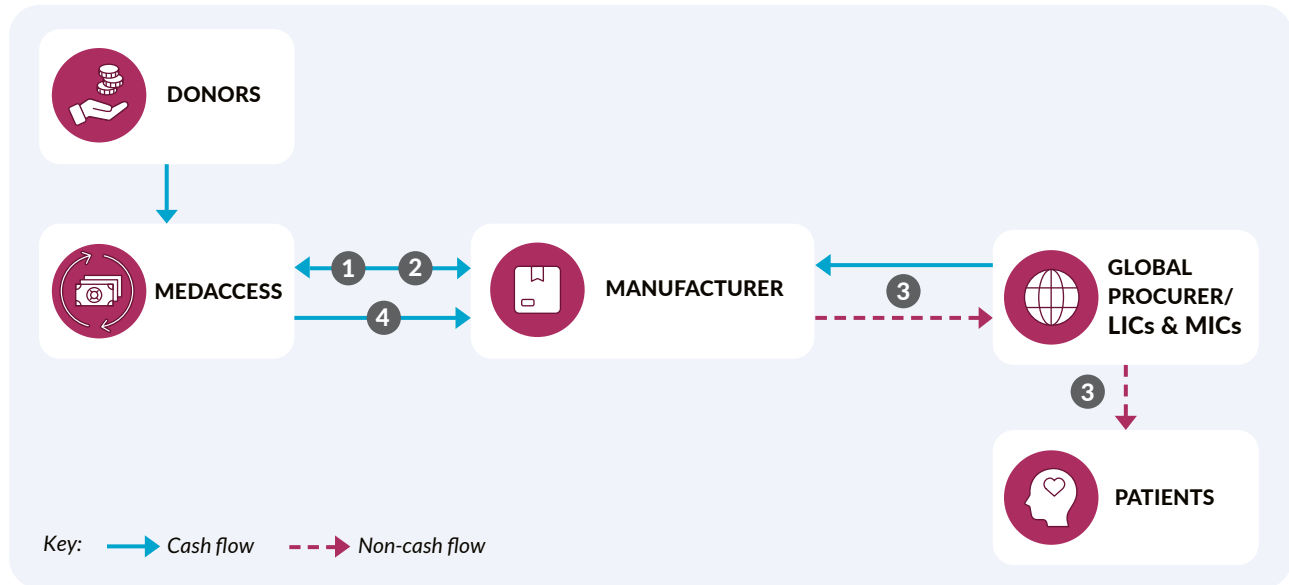 DONORS
MEDACCESS
1
2
4
MANUFACTURER
3
GLOBAL
PROCURER/
LICs & MICs
3
PATIENTS
Key:
Cash flow
Non-cash flow